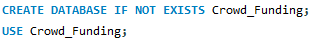 CREATE DATABASE IF NOT EXISTS Crowd_Funding;
USE Crowd_Funding;